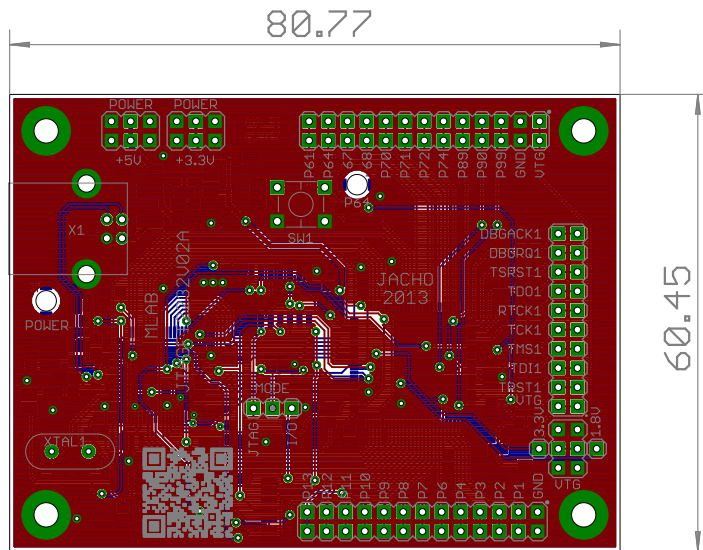 80.77
POWER POWER
+5V +3.3V
P61 P64 P67 P68 P70 P71 P72 P74 P89 P90 P99 GND VTG
P64
X1
SW1
DBGACK1
DBGRQ1
TSRST1
TDO1
RTCK1
TCK1
TMS1
TDI1
TRST1
VTG
60.45
JACHO
2013
MLAB
POWER
MODE
JTAG I/O
3.3V 1.8V
VTG
XTAL1
P13 P12 P11 P10 P9 P8 P7 P6 P4 P3 P2 P1 GND